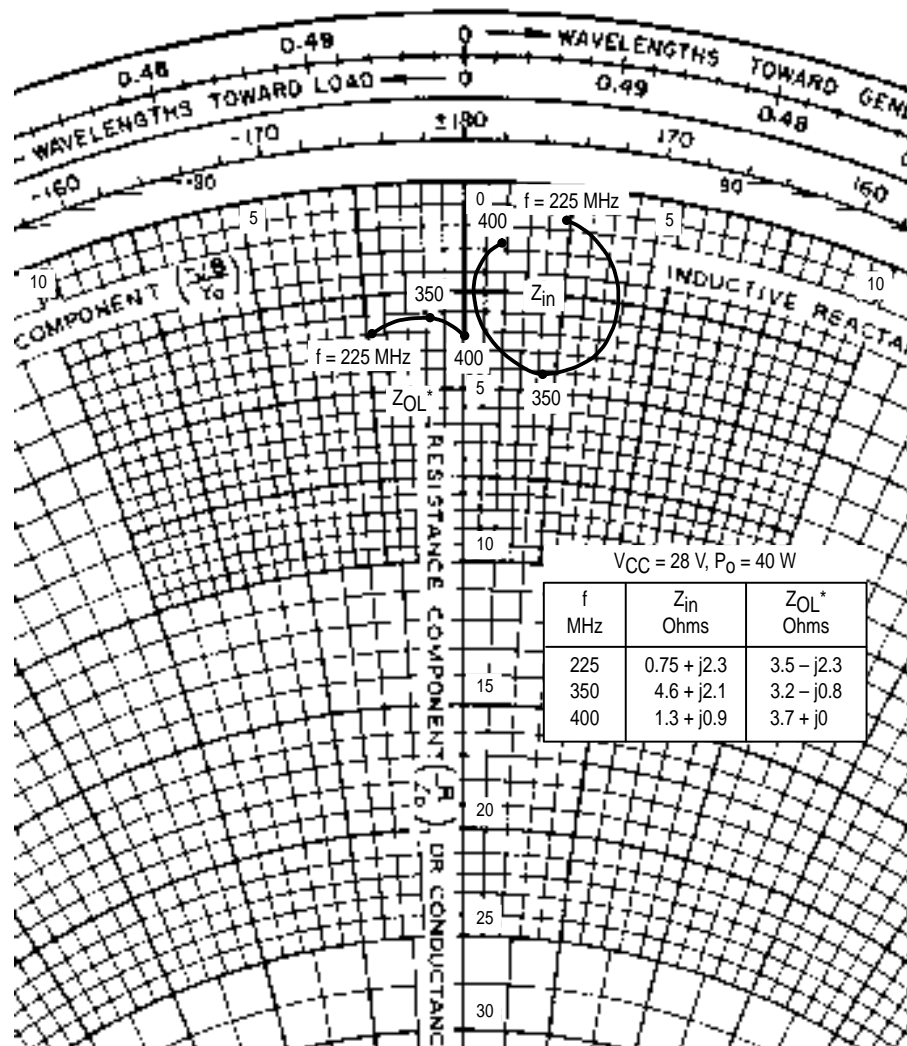 0.48 0.49 0 WAVELENGTHS TOWARD GENE
WAVELENGTHS TOWARD LOAD 0 0.49 0.48
-160 -170 ±180 170 160
-90 90
10 5 0 5 10
f = 225 MHz
400
COMPONENT
INDUCTIVE REACTA
350
Zin
f = 225 MHz
400
350
ZOL*
5
RESISTANCE COMPONENT (R/Zo) OR CONDUCTANC
10
15
20
25
30
VCC = 28 V, Po = 40 W
f Zin ZOL*
MHz Ohms Ohms
225 0.75 + j2.3 3.5 – j2.3
350 4.6 + j2.1 3.2 – j0.8
400 1.3 + j0.9 3.7 + j0